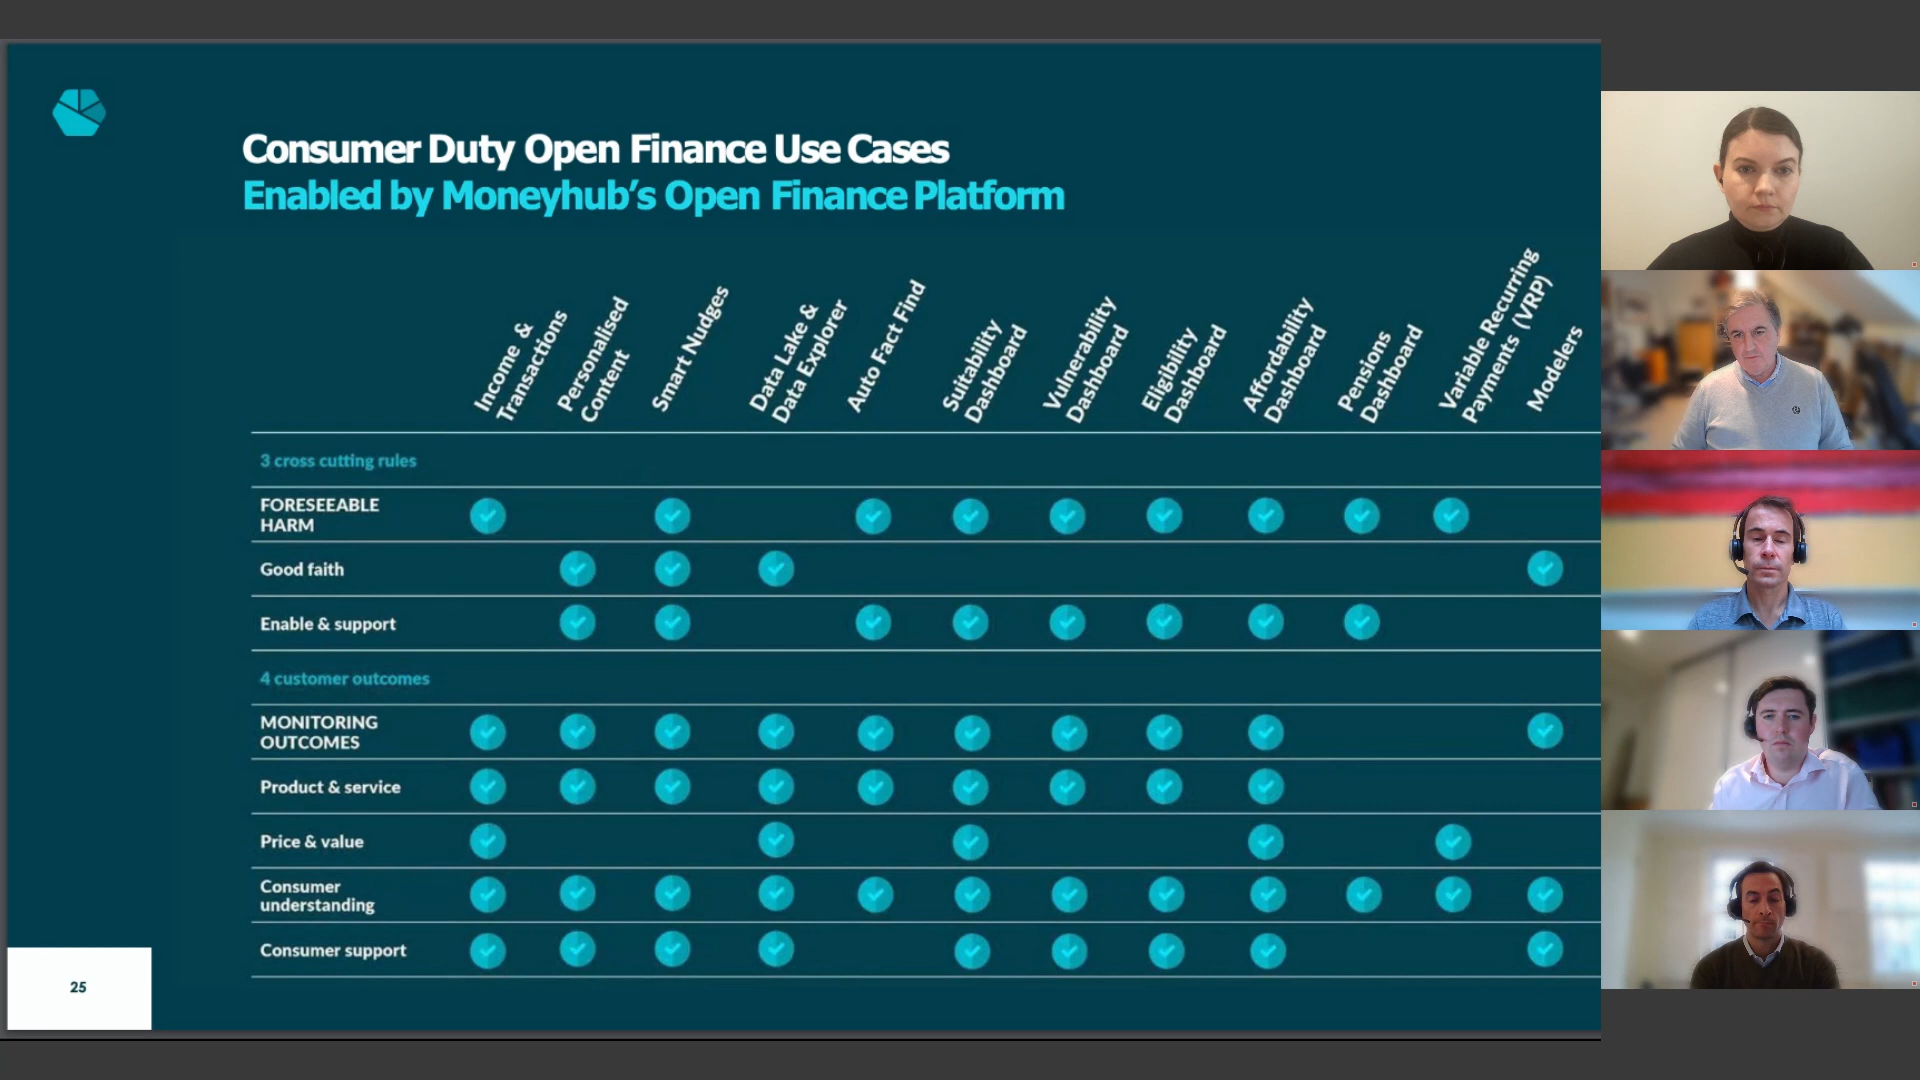 Consumer Duty Open Finance Use Cases
Enabled by Moneyhub’s Open Finance Platform
Income &
Transactions
Personalised
Content
Smart Nudges
Data Lake &
Data Explorer
Auto Fact Find
Suitability
Dashboard
Vulnerability
Dashboard
Eligibility
Dashboard
Affordability
Dashboard
Pensions
Dashboard
Variable Recurring
Payments (VRP)
Modelers
3 cross cutting rules
FORESEEABLE
HARM
Good faith
Enable & support
4 customer outcomes
MONITORING
OUTCOMES
Product & service
Price & value
Consumer
understanding
Consumer support
25